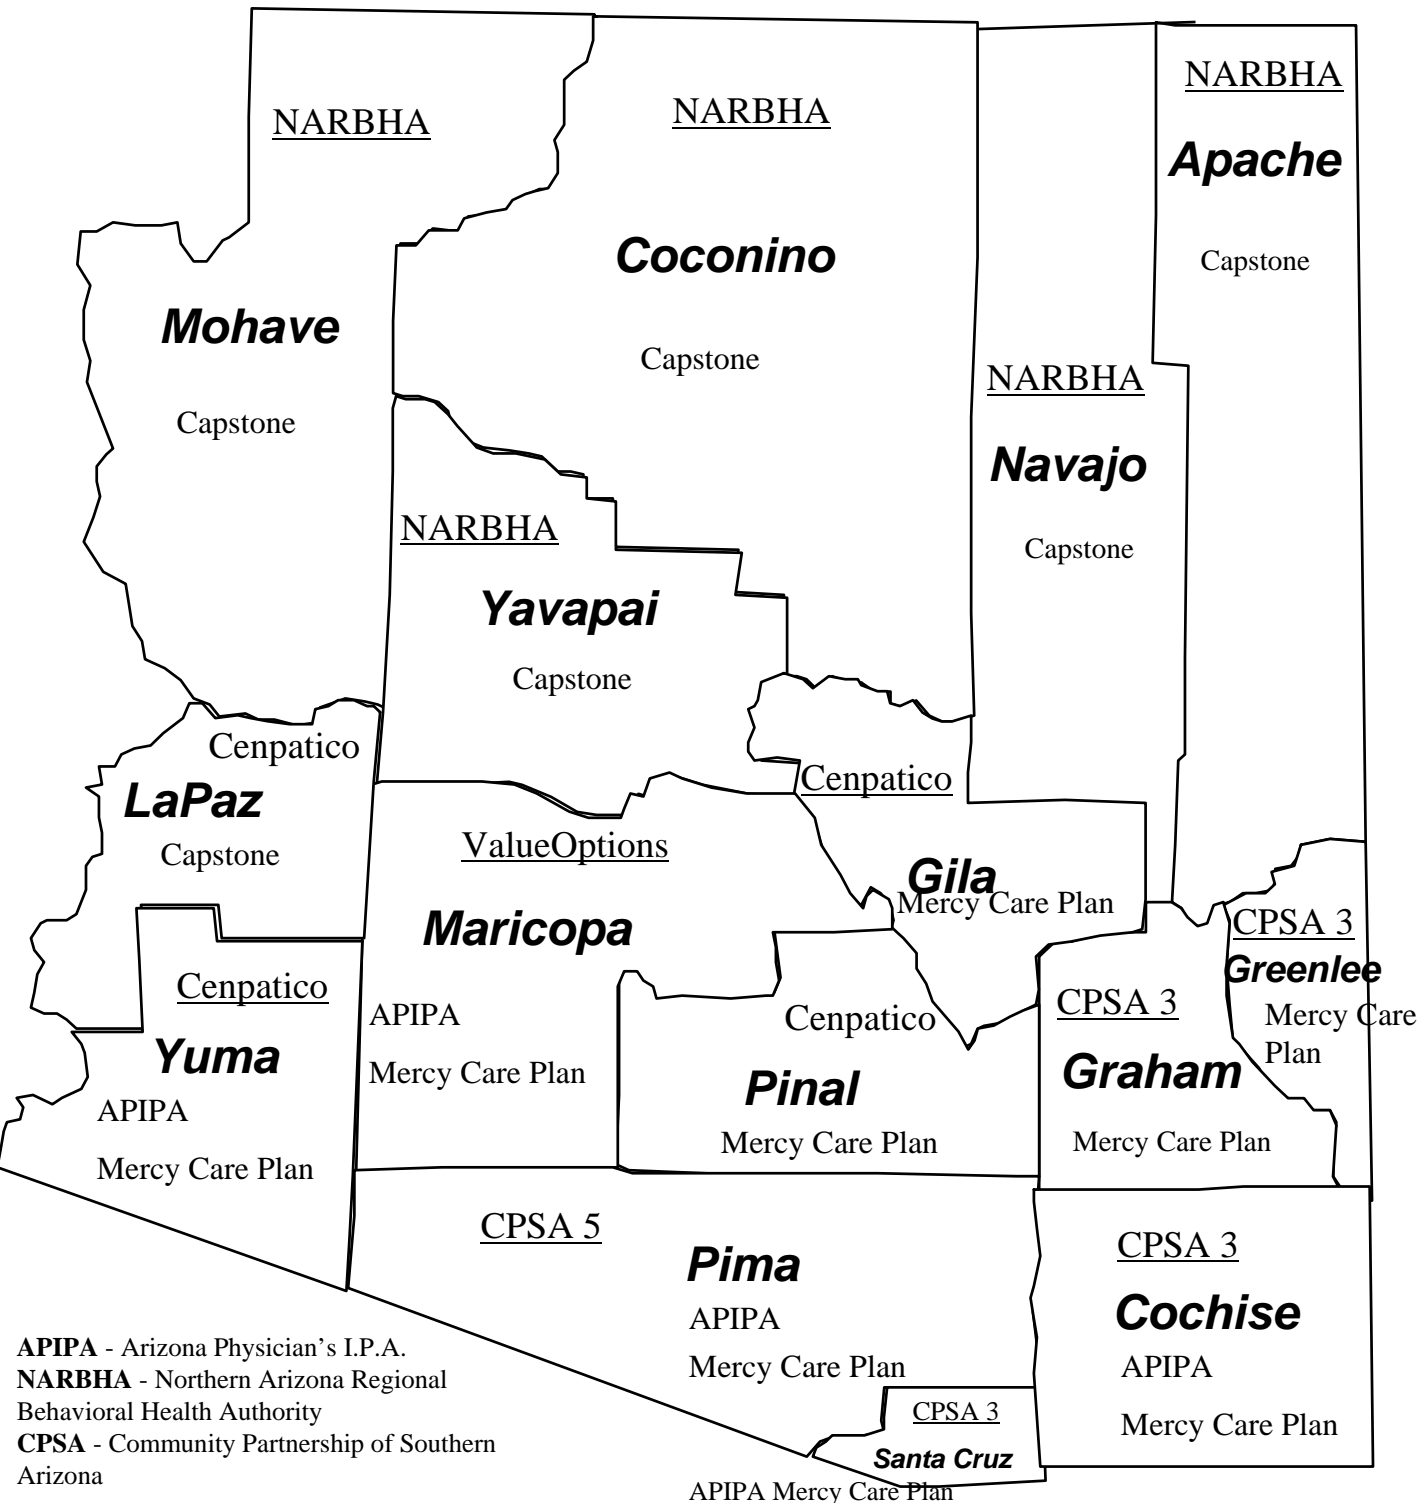 NARBHA
Mohave
Capstone
NARBHA
Coconino
Capstone
NARBHA
Apache
Capstone
NARBHA
Navajo
Capstone
NARBHA
Yavapai
Capstone
Cenpatico
LaPaz
Capstone
Cenpatico
Gila
Mercy Care Plan
ValueOptions
Maricopa
APIPA
Mercy Care Plan
Cenpatico
Yuma
APIPA
Mercy Care Plan
Cenpatico
Pinal
Mercy Care Plan
CPSA 3
Graham
Mercy Care Plan
CPSA 3
Greenlee
Mercy Care
Plan
CPSA 5
Pima
APIPA
Mercy Care Plan
CPSA 3
Cochise
APIPA
Mercy Care Plan
CPSA 3
Santa Cruz
APIPA Mercy Care Plan
APIPA - Arizona Physician’s I.P.A.
NARBHA - Northern Arizona Regional
Behavioral Health Authority
CPSA - Community Partnership of Southern
Arizona